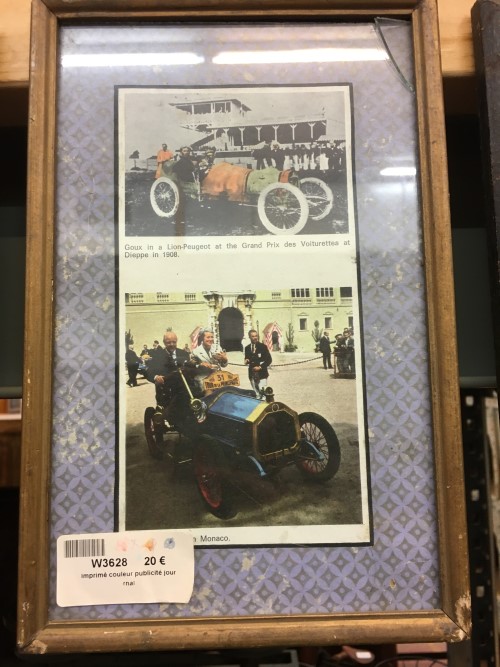 Goux in a Lion-Peugeot at the Grand Prix des Voiturettes at
Dieppe in 1908.
51
Monaco.
W3628 20 €
imprimé couleur publicité jour
rnal